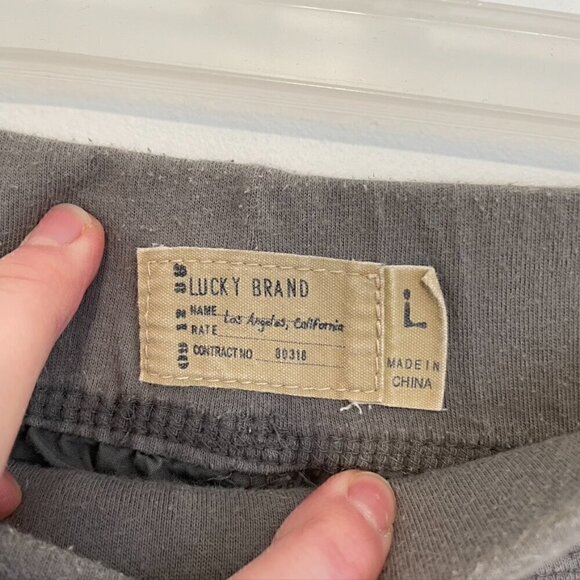 LUCKY BRAND
NAME Los Angeles, California
RATE
CONTRACT NO 80318
L
MADE IN
CHINA